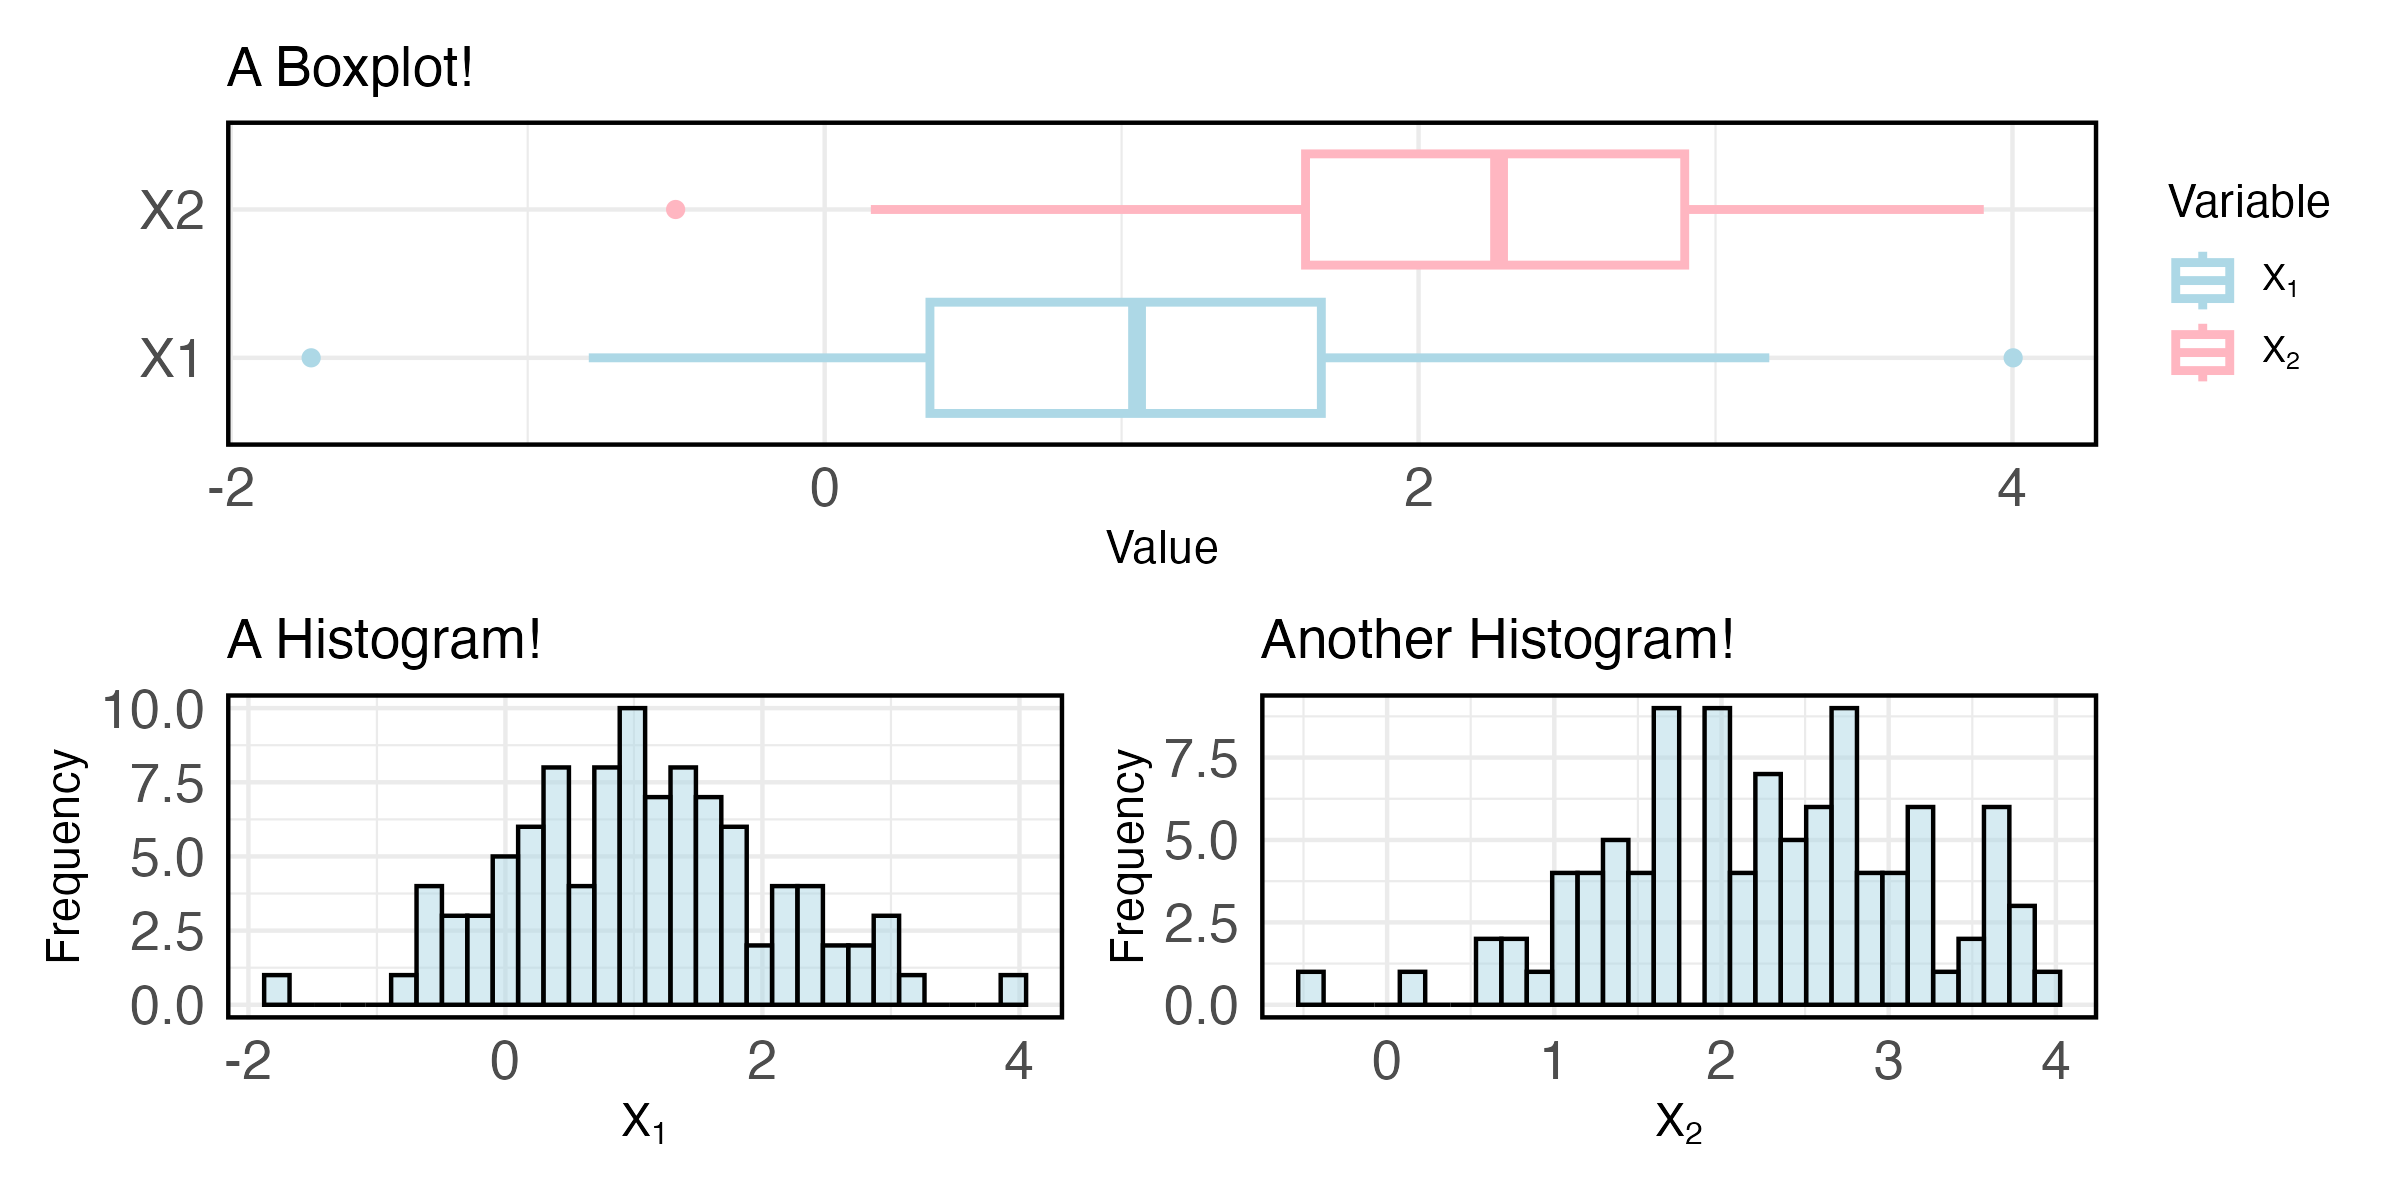 A Boxplot!
X2
X1
-2 0 2 4
Value
Variable
X₁
X₂
A Histogram!
10.0
7.5
5.0
2.5
0.0
Frequency
-2 0 2 4
X₁
Another Histogram!
7.5
5.0
2.5
0.0
Frequency
0 1 2 3 4
X₂